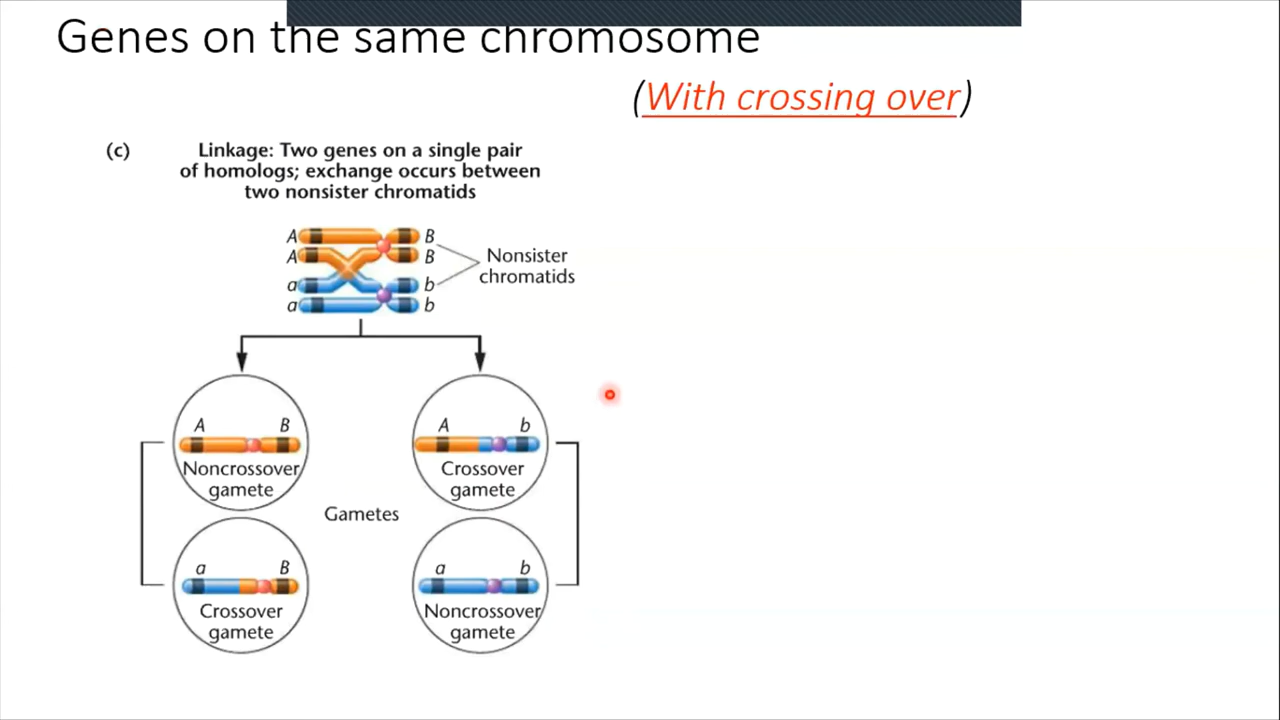 Genes on the same chromosome
(With crossing over)
(c)
Linkage: Two genes on a single pair
of homologs; exchange occurs between
two nonsister chromatids
A B
A B
a b
a b
Nonsister
chromatids
A B
Noncrossover
gamete
A b
Crossover
gamete
Gametes
a B
Crossover
gamete
a b
Noncrossover
gamete